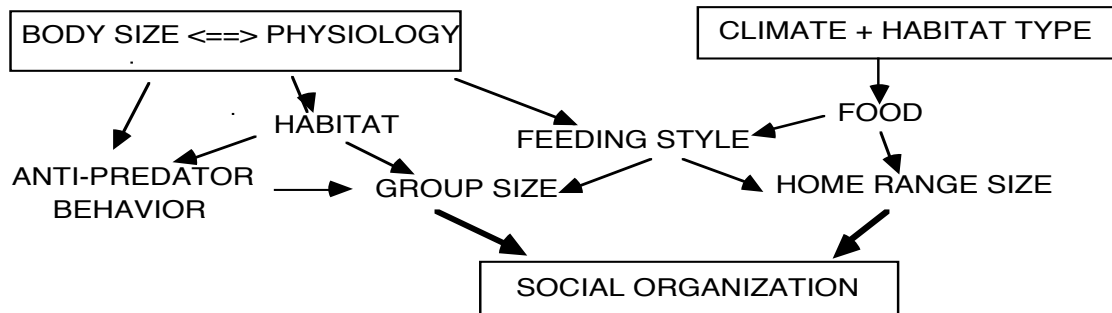 BODY SIZE <==> PHYSIOLOGY
CLIMATE + HABITAT TYPE
HABITAT
FOOD
FEEDING STYLE
ANTI-PREDATOR
BEHAVIOR
GROUP SIZE
HOME RANGE SIZE
SOCIAL ORGANIZATION